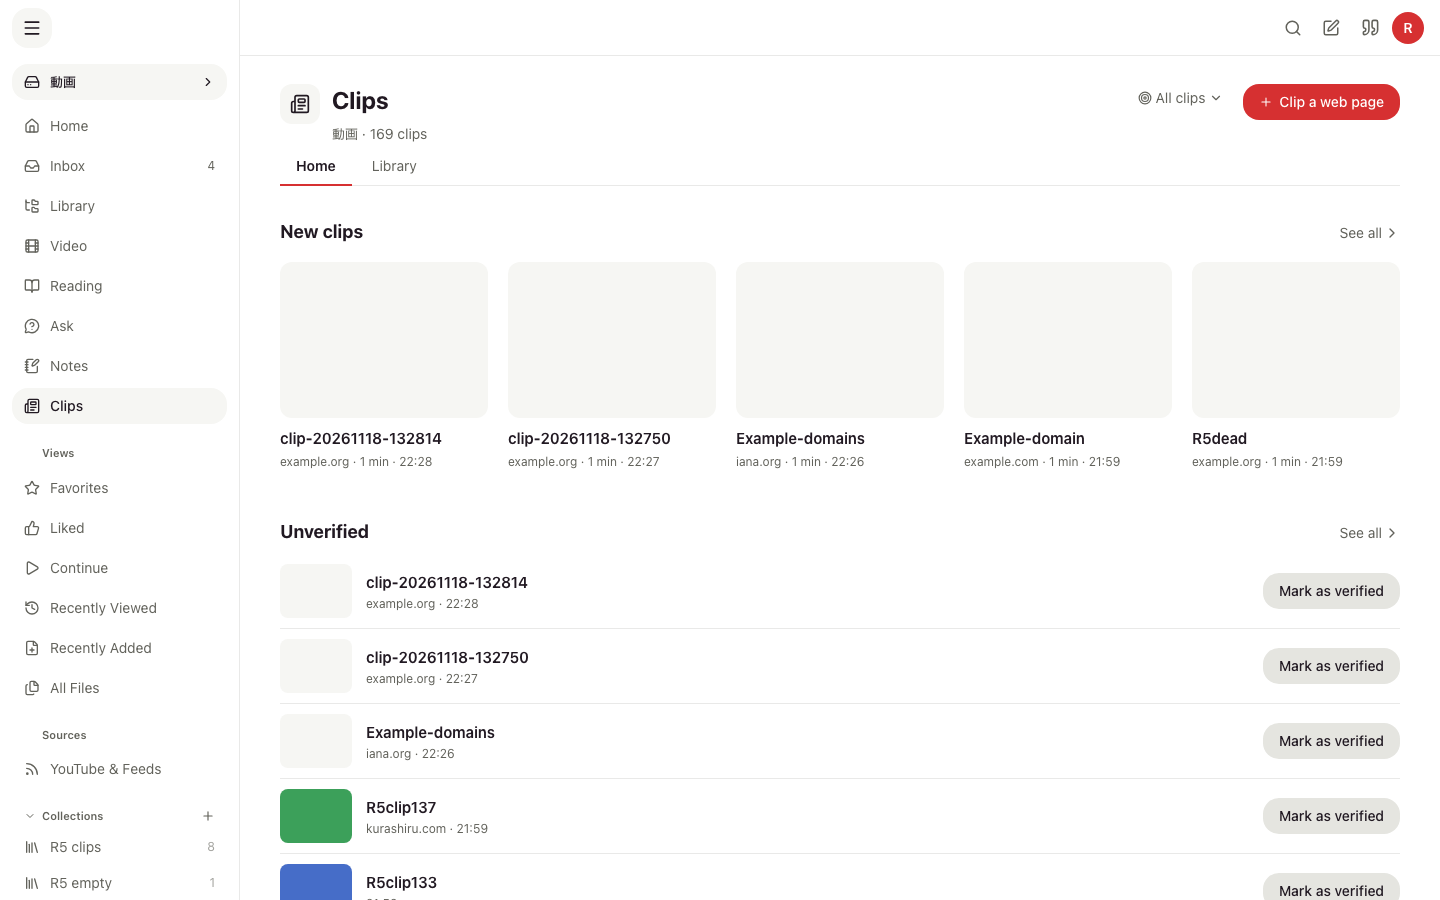 動画
Home
Inbox 4
Library
Video
Reading
Ask
Notes
Clips
Views
Favorites
Liked
Continue
Recently Viewed
Recently Added
All Files
Sources
YouTube & Feeds
Collections
R5 clips 8
R5 empty 1
R
Clips
動画 · 169 clips
All clips
Clip a web page
Home Library
New clips
See all
clip-20261118-132814
example.org · 1 min · 22:28
clip-20261118-132750
example.org · 1 min · 22:27
Example-domains
iana.org · 1 min · 22:26
Example-domain
example.com · 1 min · 21:59
R5dead
example.org · 1 min · 21:59
Unverified
See all
clip-20261118-132814
example.org · 22:28
Mark as verified
clip-20261118-132750
example.org · 22:27
Mark as verified
Example-domains
iana.org · 22:26
Mark as verified
R5clip137
kurashiru.com · 21:59
Mark as verified
R5clip133
Mark as verified